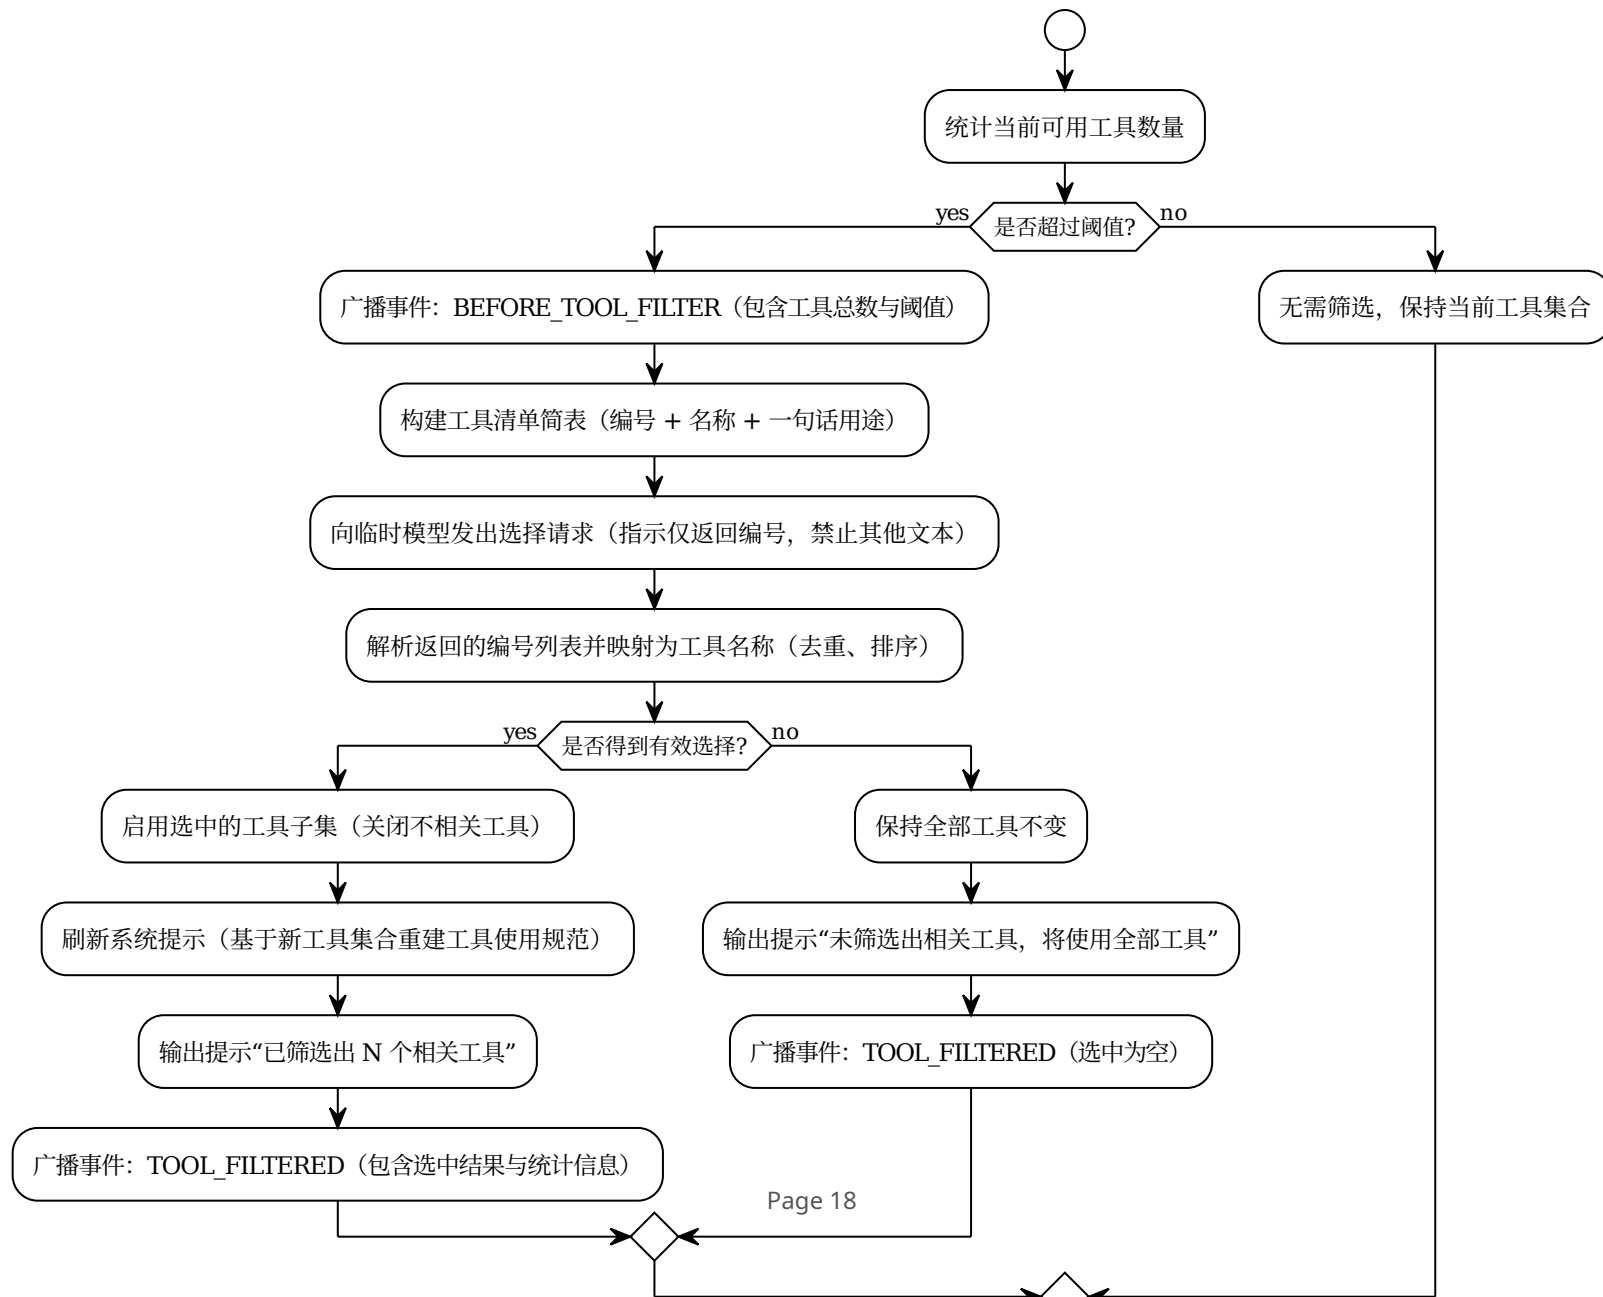 统计当前可用工具数量
yes
是否超过阈值?
no
广播事件：BEFORE_TOOL_FILTER（包含工具总数与阈值）
无需筛选，保持当前工具集合
构建工具清单简表（编号 + 名称 + 一句话用途）
向临时模型发出选择请求（指示仅返回编号，禁止其他文本）
解析返回的编号列表并映射为工具名称（去重、排序）
yes
是否得到有效选择?
no
启用选中的工具子集（关闭不相关工具）
保持全部工具不变
刷新系统提示（基于新工具集合重建工具使用规范）
输出提示“未筛选出相关工具，将使用全部工具”
输出提示“已筛选出 N 个相关工具”
广播事件：TOOL_FILTERED（选中为空）
广播事件：TOOL_FILTERED（包含选中结果与统计信息）
Page 18